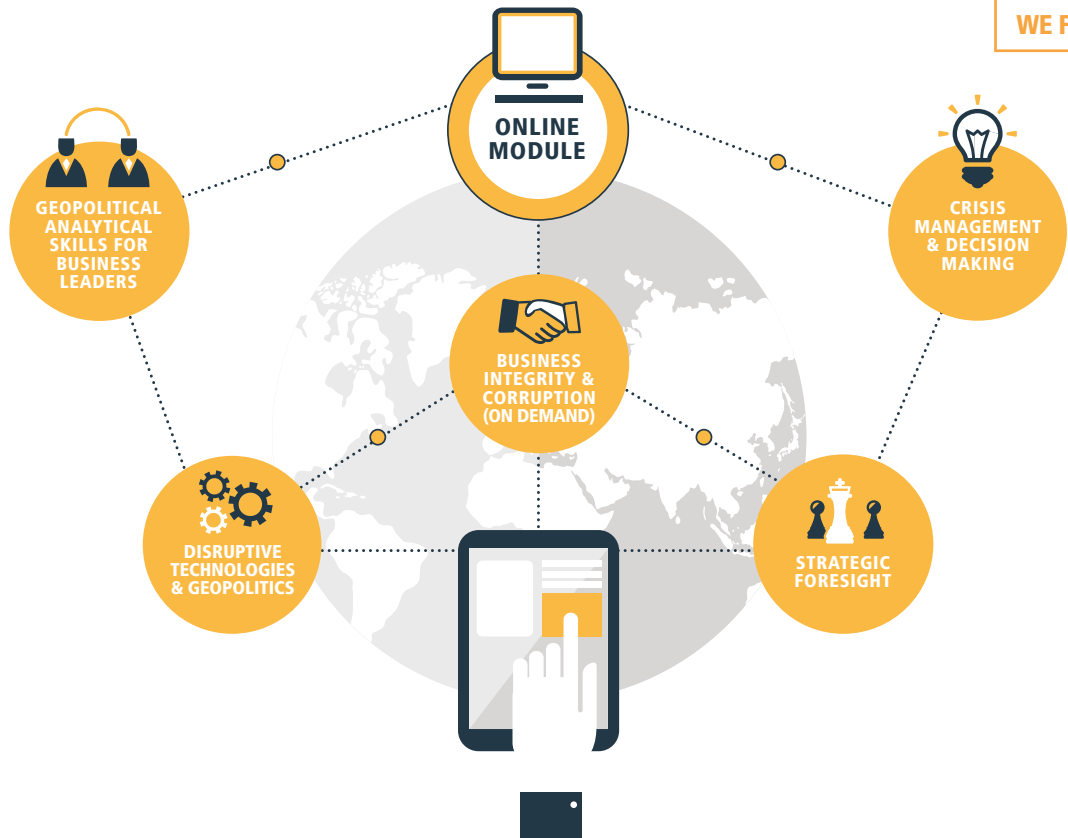 WE F
ONLINE
MODULE
GEOPOLITICAL
ANALYTICAL
SKILLS FOR
BUSINESS
LEADERS
CRISIS
MANAGEMENT
& DECISION
MAKING
BUSINESS
INTEGRITY &
CORRUPTION
(ON DEMAND)
DISRUPTIVE
TECHNOLOGIES
& GEOPOLITICS
STRATEGIC
FORESIGHT